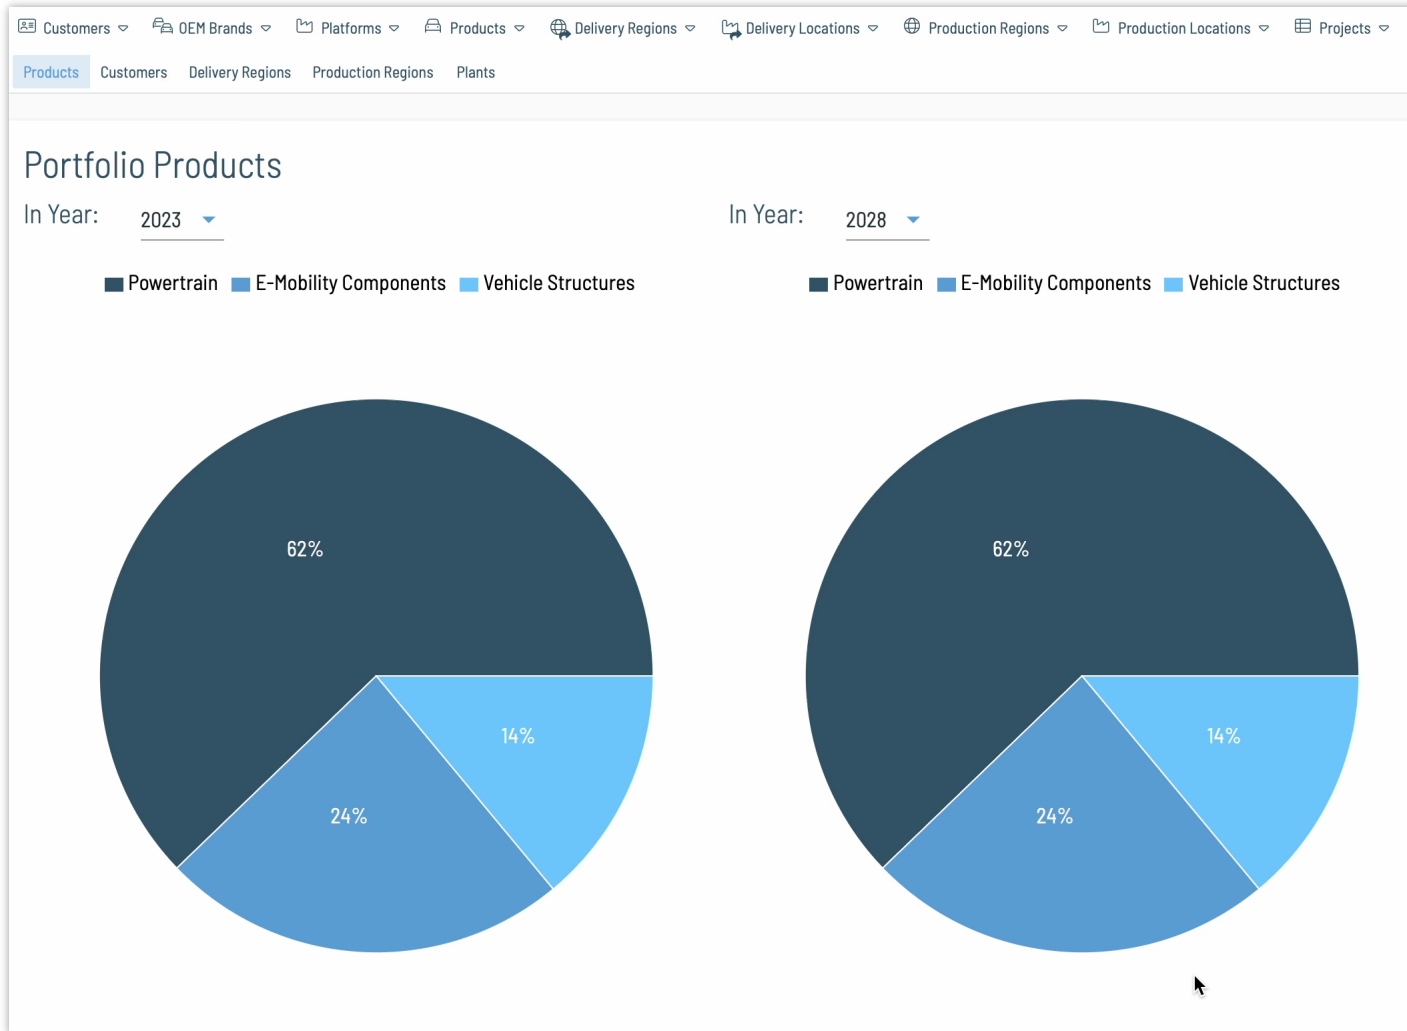 Customers OEM Brands Platforms Products Delivery Regions Delivery Locations Production Regions Production Locations Projects
Products Customers Delivery Regions Production Regions Plants
Portfolio Products
In Year: 2023
In Year: 2028
Powertrain E-Mobility Components Vehicle Structures
Powertrain E-Mobility Components Vehicle Structures
62%
14%
24%
62%
14%
24%